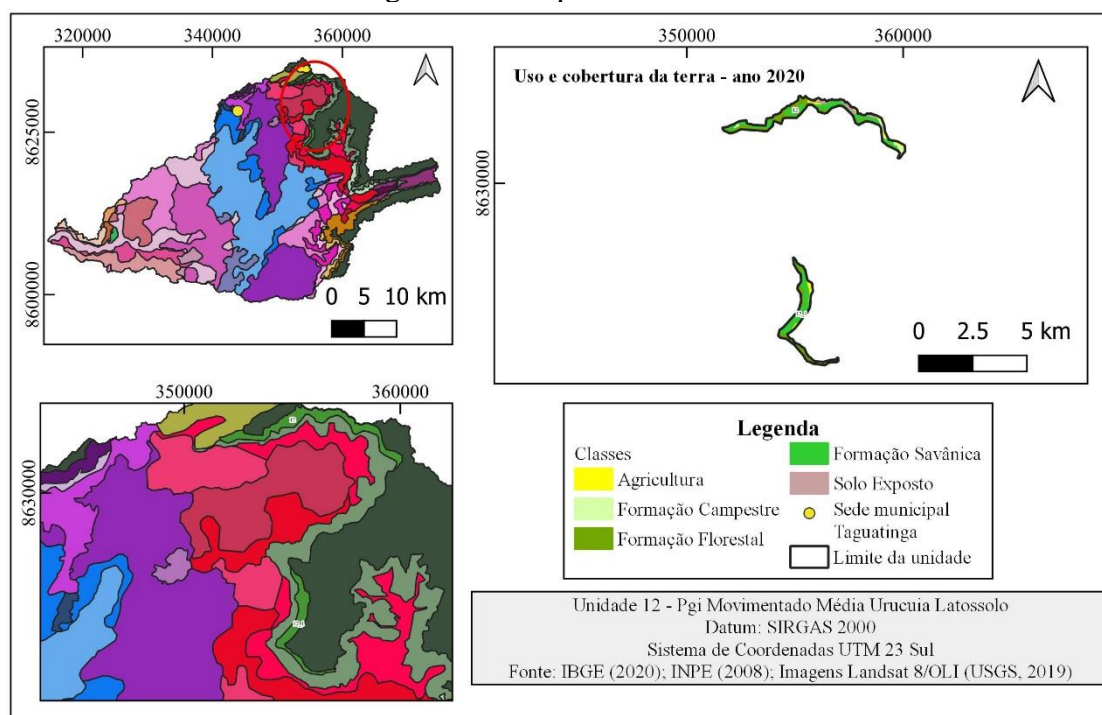 320000 340000 360000
8625000
8600000
0 5 10 km
350000 360000
Uso e cobertura da terra - ano 2020
8630000
0 2.5 5 km
350000 360000
8630000
Legenda
Classes
Agricultura
Formação Campestre
Formação Florestal
Formação Savânica
Solo Exposto
Sede municipal
Taguatinga
Limite da unidade
Unidade 12 - Pgi Movimentado Média Urucuia Latossolo
Datum: SIRGAS 2000
Sistema de Coordenadas UTM 23 Sul
Fonte: IBGE (2020); INPE (2008); Imagens Landsat 8/OLI (USGS, 2019)